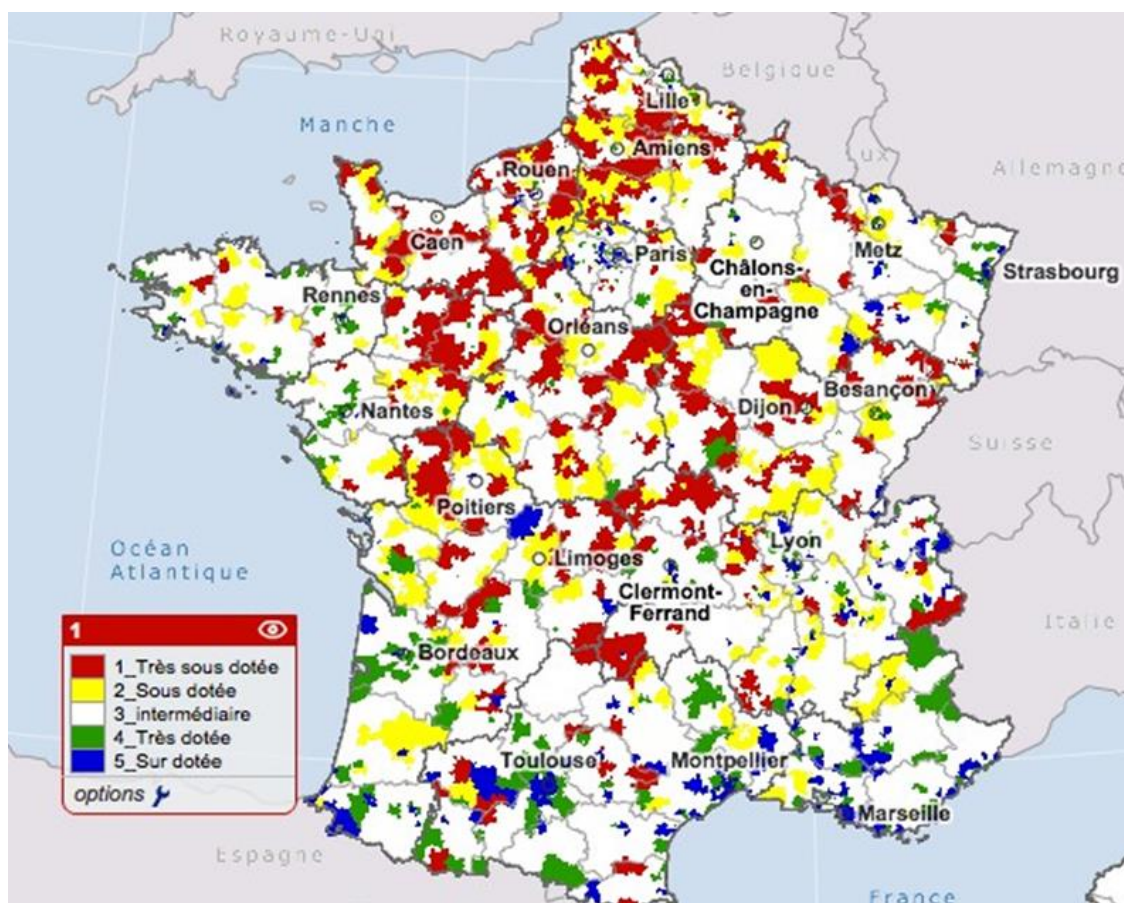 Royaume-Uni
Belgique
Manche
Lille
Amiens
Lux
Allemagne
Rouen
Caen
Paris
Metz
Châlons-
en-
Champagne
Strasbourg
Rennes
Orléans
Besançon
Dijon
Nantes
Suisse
Poitiers
Océan
Atlantique
Limoges
Lyon
Clermont-
Ferrand
Italie
1
1_Très sous dotée
2_Sous dotée
3_intermédiaire
4_Très dotée
5_Sur dotée
options
Bordeaux
Toulouse
Montpellier
Marseille
Espagne
France